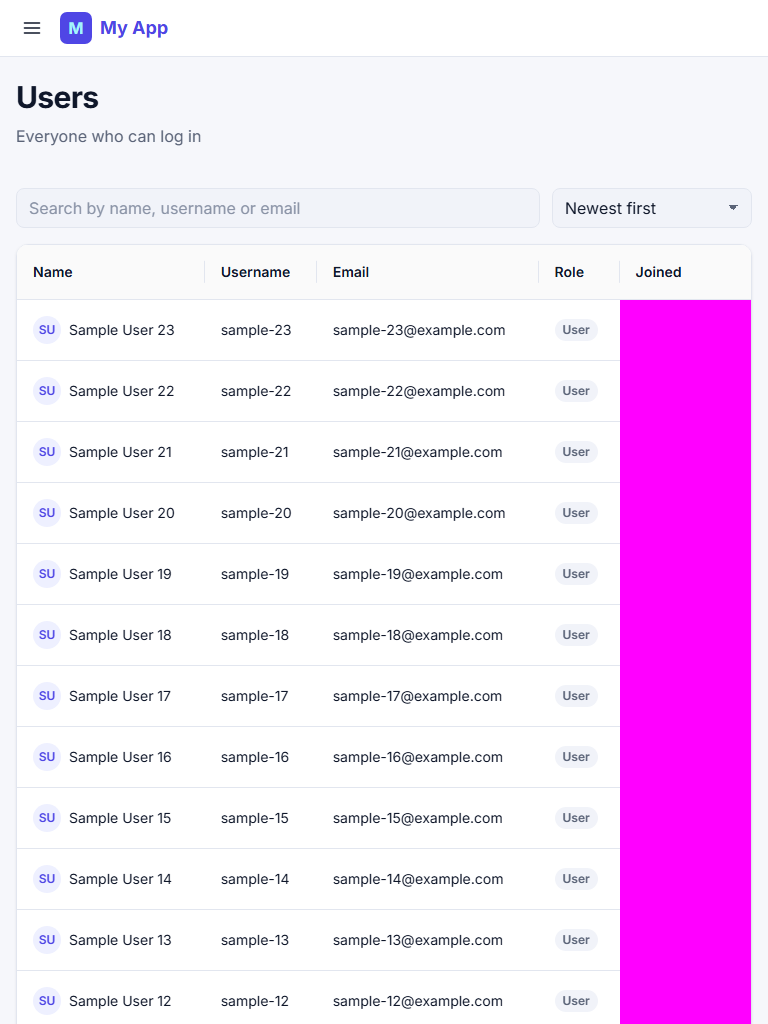 M My App
Users
Everyone who can log in
Search by name, username or email Newest first
Name Username Email Role Joined
SU Sample User 23 sample-23 sample-23@example.com User
SU Sample User 22 sample-22 sample-22@example.com User
SU Sample User 21 sample-21 sample-21@example.com User
SU Sample User 20 sample-20 sample-20@example.com User
SU Sample User 19 sample-19 sample-19@example.com User
SU Sample User 18 sample-18 sample-18@example.com User
SU Sample User 17 sample-17 sample-17@example.com User
SU Sample User 16 sample-16 sample-16@example.com User
SU Sample User 15 sample-15 sample-15@example.com User
SU Sample User 14 sample-14 sample-14@example.com User
SU Sample User 13 sample-13 sample-13@example.com User
SU Sample User 12 sample-12 sample-12@example.com User